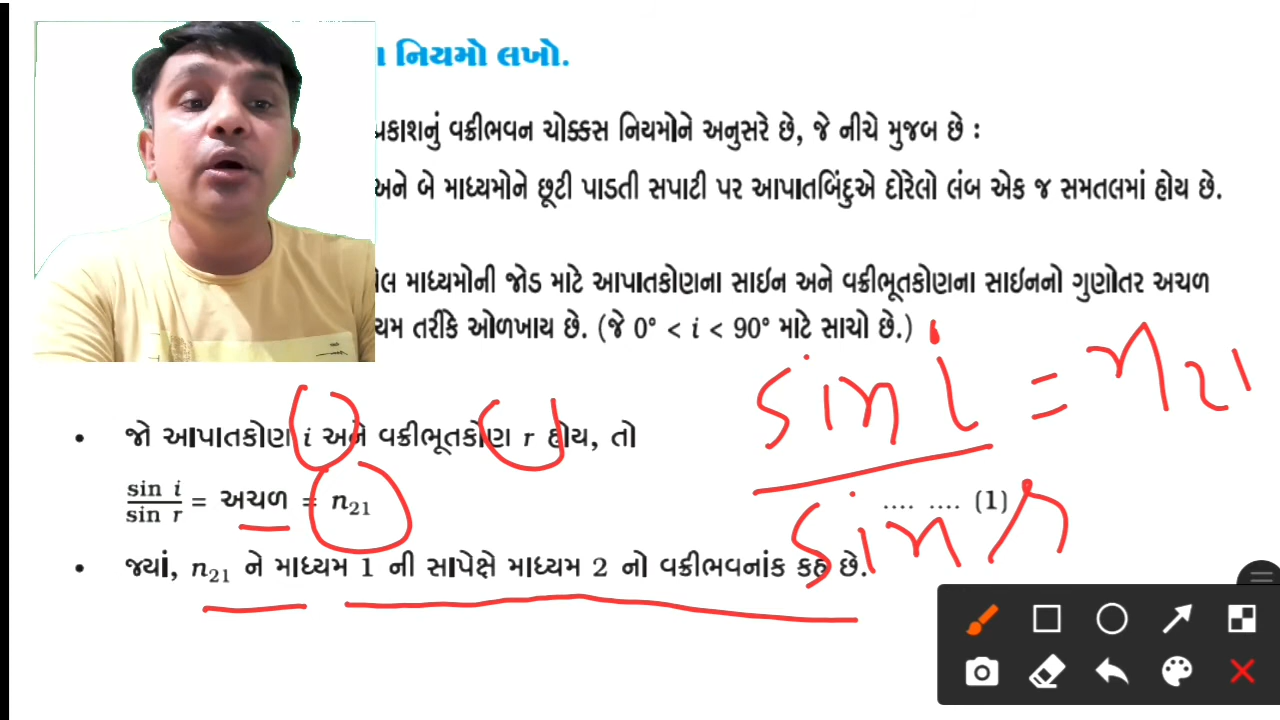 નિયમો લખો.
પ્રકાશનું વક્રીભવન ચોક્કસ નિયમોને અનુસરે છે, જે નીચે મુજબ છે :
અને બે માધ્યમોને છૂટી પાડતી સપાટી પર આપાતબિંદુએ દોરેલો લંબ એક જ સમતલમાં હોય છે.
માધ્યમોની જોડ માટે આપાતકોણના સાઇન અને વક્રીભૂતકોણના સાઇનનો ગુણોતર અચળ
તરીકે ઓળખાય છે. (જે 0° < i < 90° માટે સાચો છે.)
sin i = n21
sin r
• જો આપાતકોણ i અને વક્રીભૂતકોણ r હોય, તો
sin i
sin r = અચળ = n₂₁ .... .... (1)
• જ્યાં, n₂₁ ને માધ્યમ 1 ની સાપેક્ષે માધ્યમ 2 નો વક્રીભવનાંક કહે છે.